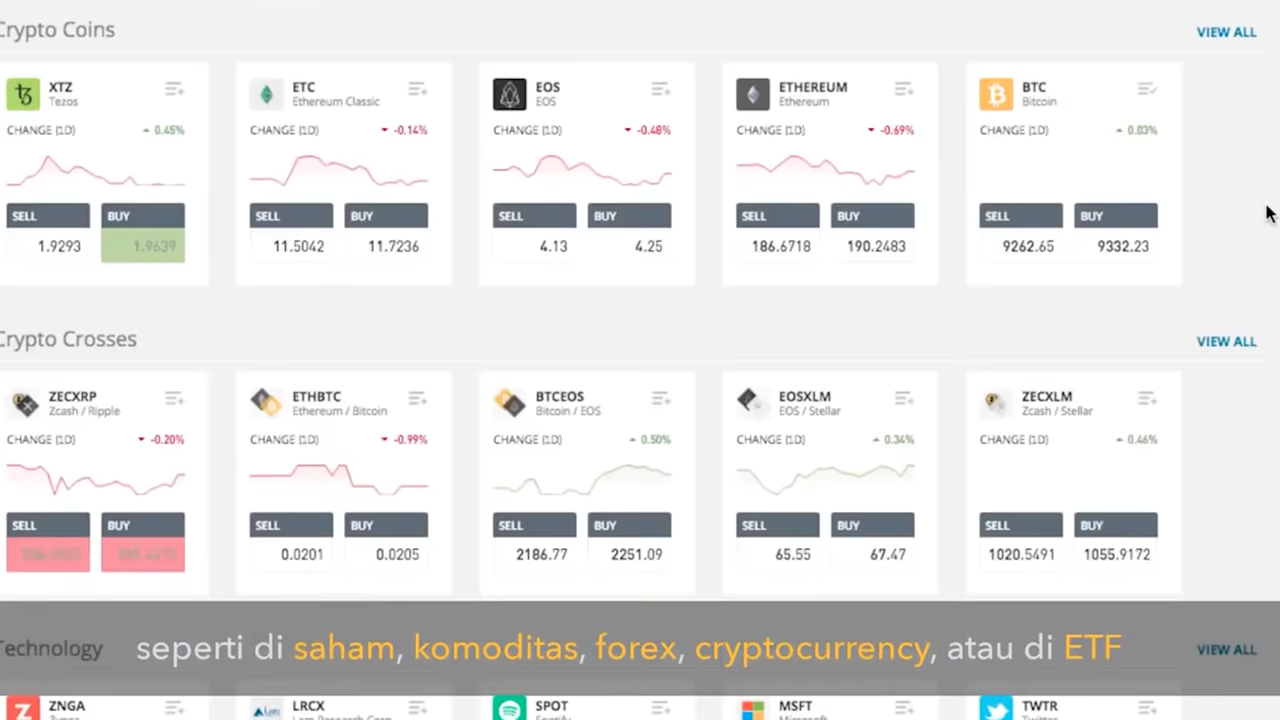 Crypto Coins VIEW ALL
XTZ ETC EOS ETHEREUM BTC
Tezos Ethereum Classic EOS Ethereum Bitcoin
CHANGE (1D) 0.45% CHANGE (1D) -0.14% CHANGE (1D) -0.48% CHANGE (1D) -0.69% CHANGE (1D) 0.03%
SELL BUY SELL BUY SELL BUY SELL BUY SELL BUY
1.9293 1.9639 11.5042 11.7236 4.13 4.25 186.6718 190.2483 9262.65 9332.23
Crypto Crosses VIEW ALL
ZECXRP ETHBTC BTCEOS EOSXLM ZECXLM
Zcash / Ripple Ethereum / Bitcoin Bitcoin / EOS EOS / Stellar Zcash / Stellar
CHANGE (1D) -0.20% CHANGE (1D) -0.99% CHANGE (1D) 0.50% CHANGE (1D) 0.34% CHANGE (1D) 0.46%
SELL BUY SELL BUY SELL BUY SELL BUY SELL BUY
0.0201 0.0205 2186.77 2251.09 65.55 67.47 1020.5491 1055.9172
Technology VIEW ALL
seperti di saham, komoditas, forex, cryptocurrency, atau di ETF
ZNGA LRCX SPOT MSFT TWTR